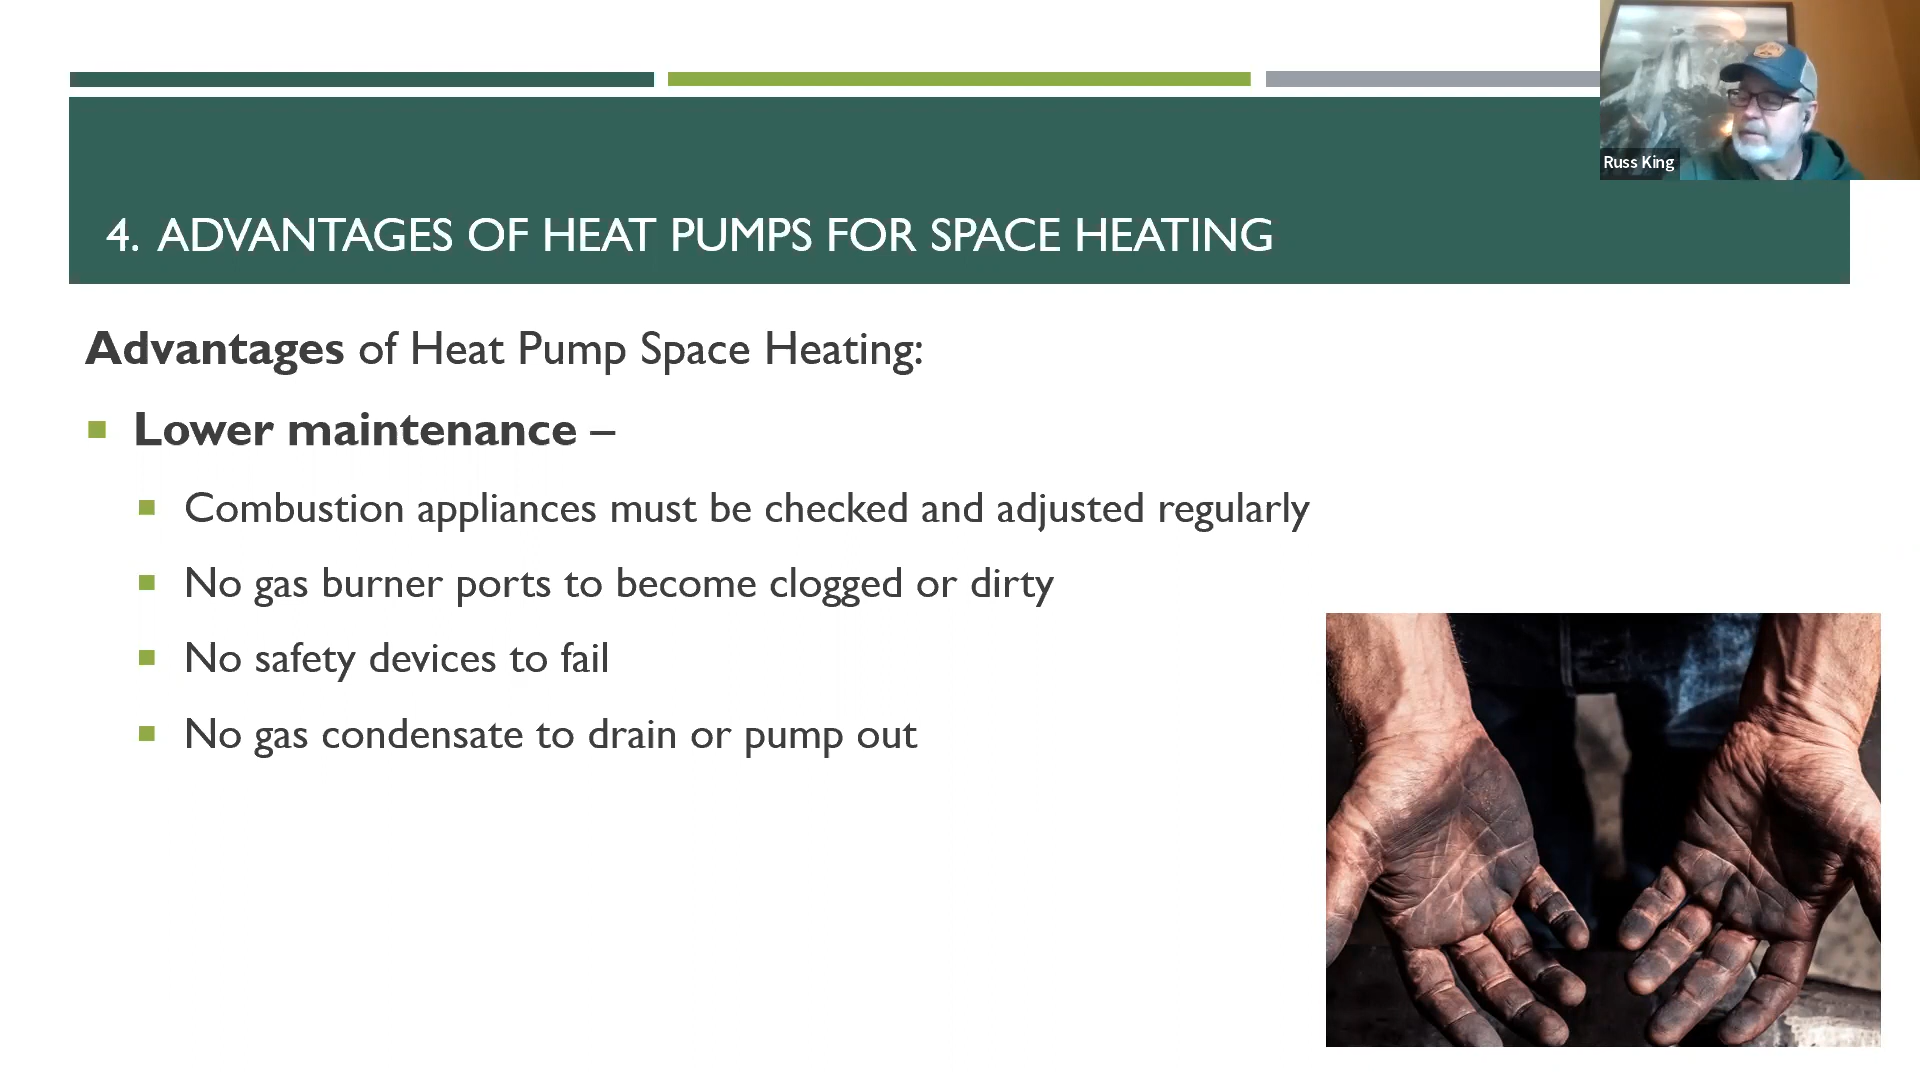 Russ King
4. ADVANTAGES OF HEAT PUMPS FOR SPACE HEATING
Advantages of Heat Pump Space Heating:
Lower maintenance –
Combustion appliances must be checked and adjusted regularly
No gas burner ports to become clogged or dirty
No safety devices to fail
No gas condensate to drain or pump out